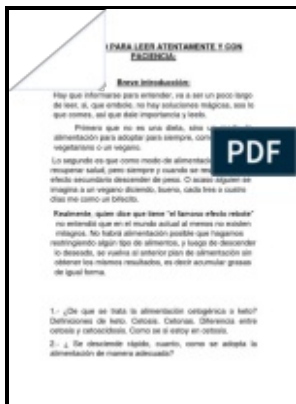 PARA LEER ATENTAMENTE Y CON
PACIENCIA:
Breve introducción:
Hay que informarse para entender, va a ser un poco largo
de leer, si, que embole, no hay soluciones mágicas, sos lo
que comes, así que dale importancia y leelo.
Primero que no es una dieta, sino
alimentación para adoptar para siempre, como
vegetariano o un vegano.
Lo segundo es que como modo de alimentac
recuperar salud, pero siempre y cuando se
efecto secundario descender de peso. O acaso alguien se
imagina a un vegano diciendo, bueno, cada tres o cuatro
días me como un bifecito.
Realmente, quien dice que tiene "el famoso efecto rebote"
no entendió que en el mundo actual al menos no existen
milagros. No habrá alimentación posible que hagamos
restringiendo algún tipo de alimentos, y luego de descender
lo deseado, se vuelva al anterior plan de alimentación sin
obtener los mismos resultados, es decir acumular grasas
de igual forma.
PDF
1.- ¿De que se trata la alimentación cetogénica o keto?
Definiciones de keto. Cetosis. Cetonas. Diferencia entre
cetosis y cetoacidosis. Como se si estoy en cetosis.
2.- ¿ Se desciende rápido, cuanto, como se adopta la
alimentación de manera adecuada?